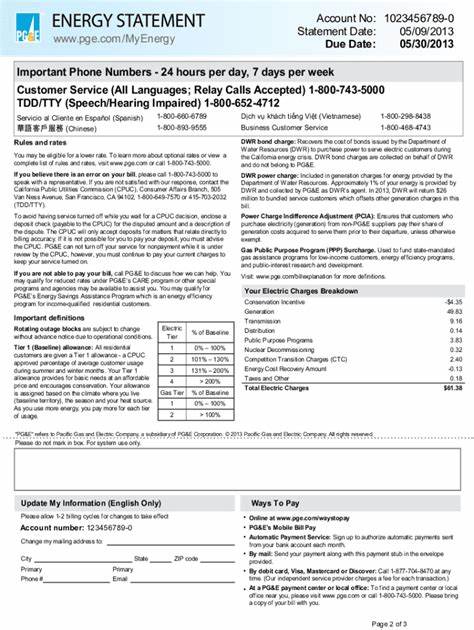 PG&E
ENERGY STATEMENT
www.pge.com/MyEnergy
Account No: 1023456789-0
Statement Date: 05/09/2013
Due Date: 05/30/2013
Important Phone Numbers - 24 hours per day, 7 days per week
Customer Service (All Languages; Relay Calls Accepted) 1-800-743-5000
TDD/TTY (Speech/Hearing Impaired) 1-800-652-4712
Servicio al Cliente en Español (Spanish) 1-800-660-6789
華語客戶服務 (Chinese) 1-800-893-9555
Dịch vụ khách tiếng Việt (Vietnamese) 1-800-298-8438
Business Customer Service 1-800-468-4743
Rules and rates
You may be eligible for a lower rate. To learn more about optional rates or view a
complete list of rules and rates, visit www.pge.com or call 1-800-743-5000.
If you believe there is an error on your bill, please call 1-800-743-5000 to
speak with a representative. If you are not satisfied with our response, contact the
California Public Utilities Commission (CPUC), Consumer Affairs Branch, 505
Van Ness Avenue, San Francisco, CA 94102, 1-800-649-7570 or 415-703-2032
(TDD/TTY).
To avoid having service turned off while you wait for a CPUC decision, enclose a
deposit check (payable to the CPUC) for the disputed amount and a description of
the dispute. The CPUC will only accept deposits for matters that relate directly to
billing accuracy. If it is not possible for you to pay your deposit, you must advise
the CPUC. PG&E can not turn off your service for nonpayment while it is under
review by the CPUC, however, you must continue to pay your current charges to
keep your service turned on.
If you are not able to pay your bill, call PG&E to discuss how we can help. You
may qualify for reduced rates under PG&E's CARE program or other special
programs and agencies may be available to assist you. You may qualify for
PG&E's Energy Savings Assistance Program which is an energy efficiency
program for income-qualified residential customers.
Important definitions
Rotating outage blocks are subject to change
without advance notice due to operational conditions.
Tier 1 (Baseline) allowance: All residential
customers are given a Tier 1 allowance - a CPUC
approved percentage of average customer usage
during summer and winter months. Your Tier 1
allowance provides for basic needs at an affordable
price and encourages conservation. Your allowance
is assigned based on the climate where you live
(baseline territory), the season and your heat source.
As you use more energy, you pay more for each tier
of usage.
Electric Tier % of Baseline
1 0% – 100%
2 101% – 130%
3 131% – 200%
4 > 200%
Gas Tier % of Baseline
1 0% – 100%
2 > 100%
DWR bond charge: Recovers the cost of bonds issued by the Department of
Water Resources (DWR) to purchase power to serve electric customers during
the California energy crisis. DWR bond charges are collected on behalf of DWR
and do not belong to PG&E.
DWR power charge: Included in generation charges for energy provided by the
Department of Water Resources. Approximately 1% of your energy is provided by
DWR and collected by PG&E as an agent for DWR. In 2013, DWR will return $26
million to bundled service customers which offsets other generation charges in this
bill.
Power Charge Indifference Adjustment (PCIA): Ensures that customers who
purchase electricity (generation) from non-PG&E suppliers pay their share of
generation costs acquired to serve them prior to their departure, unless otherwise
exempted.
Gas Public Purpose Program (PPP) Surcharge. Used to fund state-mandated
gas assistance programs for low-income customers, energy efficiency programs,
and public-interest research and development.
Visit: www.pge.com/billexplanation for more definitions.
Your Electric Charges Breakdown
Conservation Incentive -$4.35
Generation 49.83
Transmission 9.16
Distribution 0.14
Public Purpose Programs 3.83
Nuclear Decommissioning 0.32
Competition Transition Charges (CTC) 2.40
Energy Cost Recovery Amount -0.13
Taxes and Other 0.18
Total Electric Charges $61.38
"PG&E" refers to Pacific Gas and Electric Company, a subsidiary of PG&E Corporation. © 2013 Pacific Gas and Electric Company. All rights reserved.
Please do not mark in box. For system use only.
Update My Information (English Only)
Please allow 1-2 billing cycles for changes to take effect
Account number: 123456789-0
Change my mailing address to:
City State ZIP code
Primary Phone # Primary Email
Ways To Pay
• Online at www.pge.com/waystopay
• PG&E's Mobile Bill Pay
• Automatic Payment Service: Sign up to authorize automatic payments sent
from your bank account each month.
• By mail: Send your payment along with this payment stub in the envelope
provided.
• By debit card, Visa, Mastercard or Discover: Call 1-877-704-8470 at any
time. (Our independent service provider charges a fee for each transaction.)
• At a PG&E payment center or local office: To find a payment center
or local office near you, please visit www.pge.com or call 1-800-743-5000. Please bring
a copy of your bill with you.
Page 2 of 3